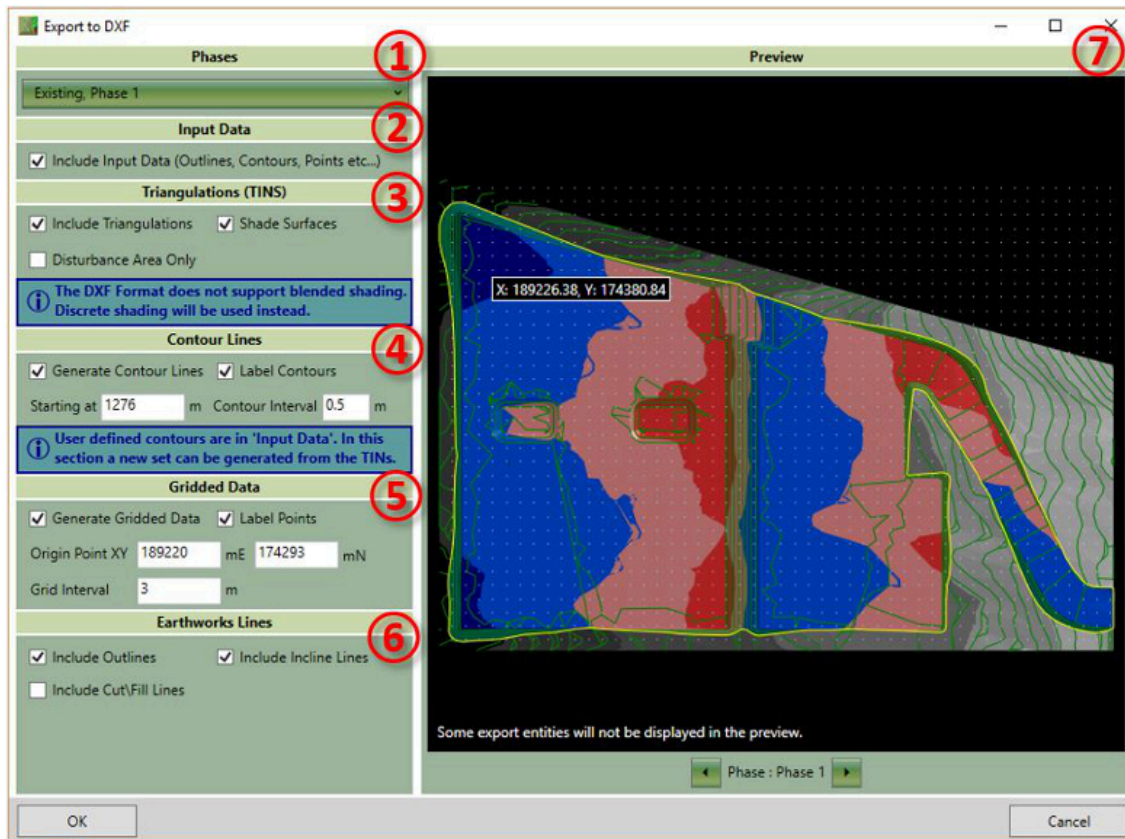 Export to DXF
Phases
1
Existing, Phase 1
Input Data
2
Include Input Data (Outlines, Contours, Points etc...)
Triangulations (TINS)
3
Include Triangulations Shade Surfaces
Disturbance Area Only
The DXF Format does not support blended shading.
Discrete shading will be used instead.
Contour Lines
4
Generate Contour Lines Label Contours
Starting at 1276 m Contour Interval 0.5 m
User defined contours are in 'Input Data'. In this
section a new set can be generated from the TINs.
Gridded Data
5
Generate Gridded Data Label Points
Origin Point XY 189220 mE 174293 mN
Grid Interval 3 m
Earthworks Lines
6
Include Outlines Include Incline Lines
Include Cut\Fill Lines
Preview
7
X: 189226.38, Y: 174380.84
Some export entities will not be displayed in the preview.
Phase : Phase 1
OK
Cancel